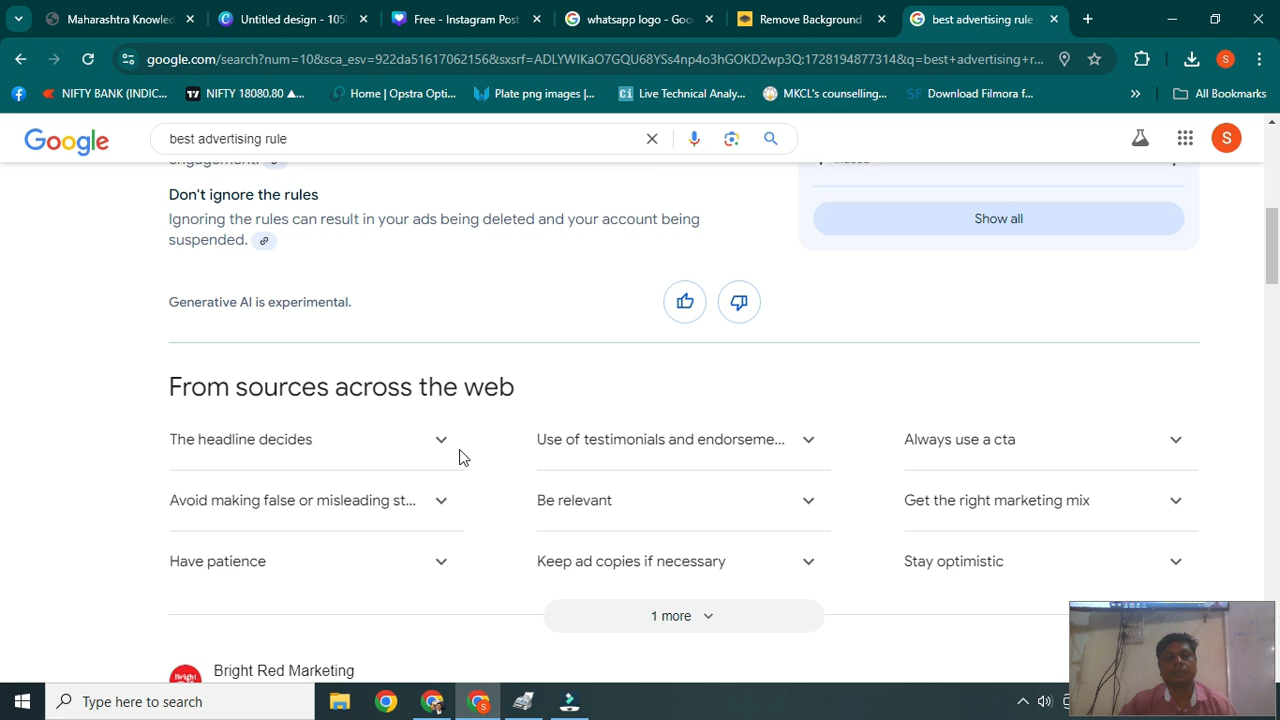 Maharashtra Knowled
Untitled design - 105
Free - Instagram Post
whatsapp logo - Goo
Remove Background
best advertising rule
google.com/search?num=10&sca_esv=922da51617062156&sxsrf=ADLYWIKaO7GQU68YSs4np4o3hGOKD2wp3Q:1728194877314&q=best+advertising+r...
NIFTY BANK (INDIC...
NIFTY 18080.80 ▲...
Home | Opstra Opti...
Plate png images |...
Live Technical Analy...
MKCL's counselling...
Download Filmora f...
All Bookmarks
Google
best advertising rule
S
engagement.
Don't ignore the rules
Ignoring the rules can result in your ads being deleted and your account being
suspended.
Show all
Generative AI is experimental.
From sources across the web
The headline decides
Use of testimonials and endorseme...
Always use a cta
Avoid making false or misleading st...
Be relevant
Get the right marketing mix
Have patience
Keep ad copies if necessary
Stay optimistic
1 more
Bright Red Marketing
Bright
Red
Type here to search